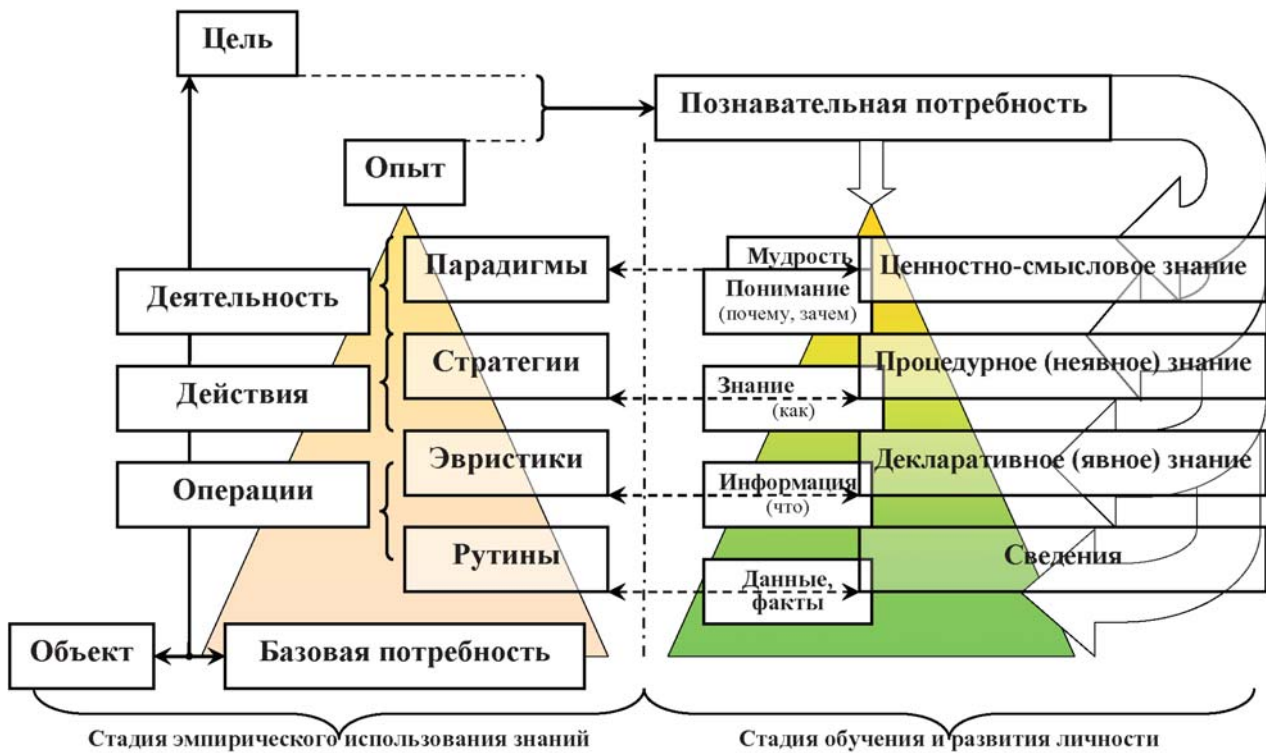 Цель
Познавательная потребность
Опыт
Парадигмы
Мудрость
Ценностно-смысловое знание
Деятельность
Понимание
(почему, зачем)
Стратегии
Процедурное (неявное) знание
Действия
Знание
(как)
Эвристики
Декларативное (явное) знание
Операции
Информация
(что)
Рутины
Сведения
Данные,
факты
Объект
Базовая потребность
Стадия эмпирического использования знаний
Стадия обучения и развития личности